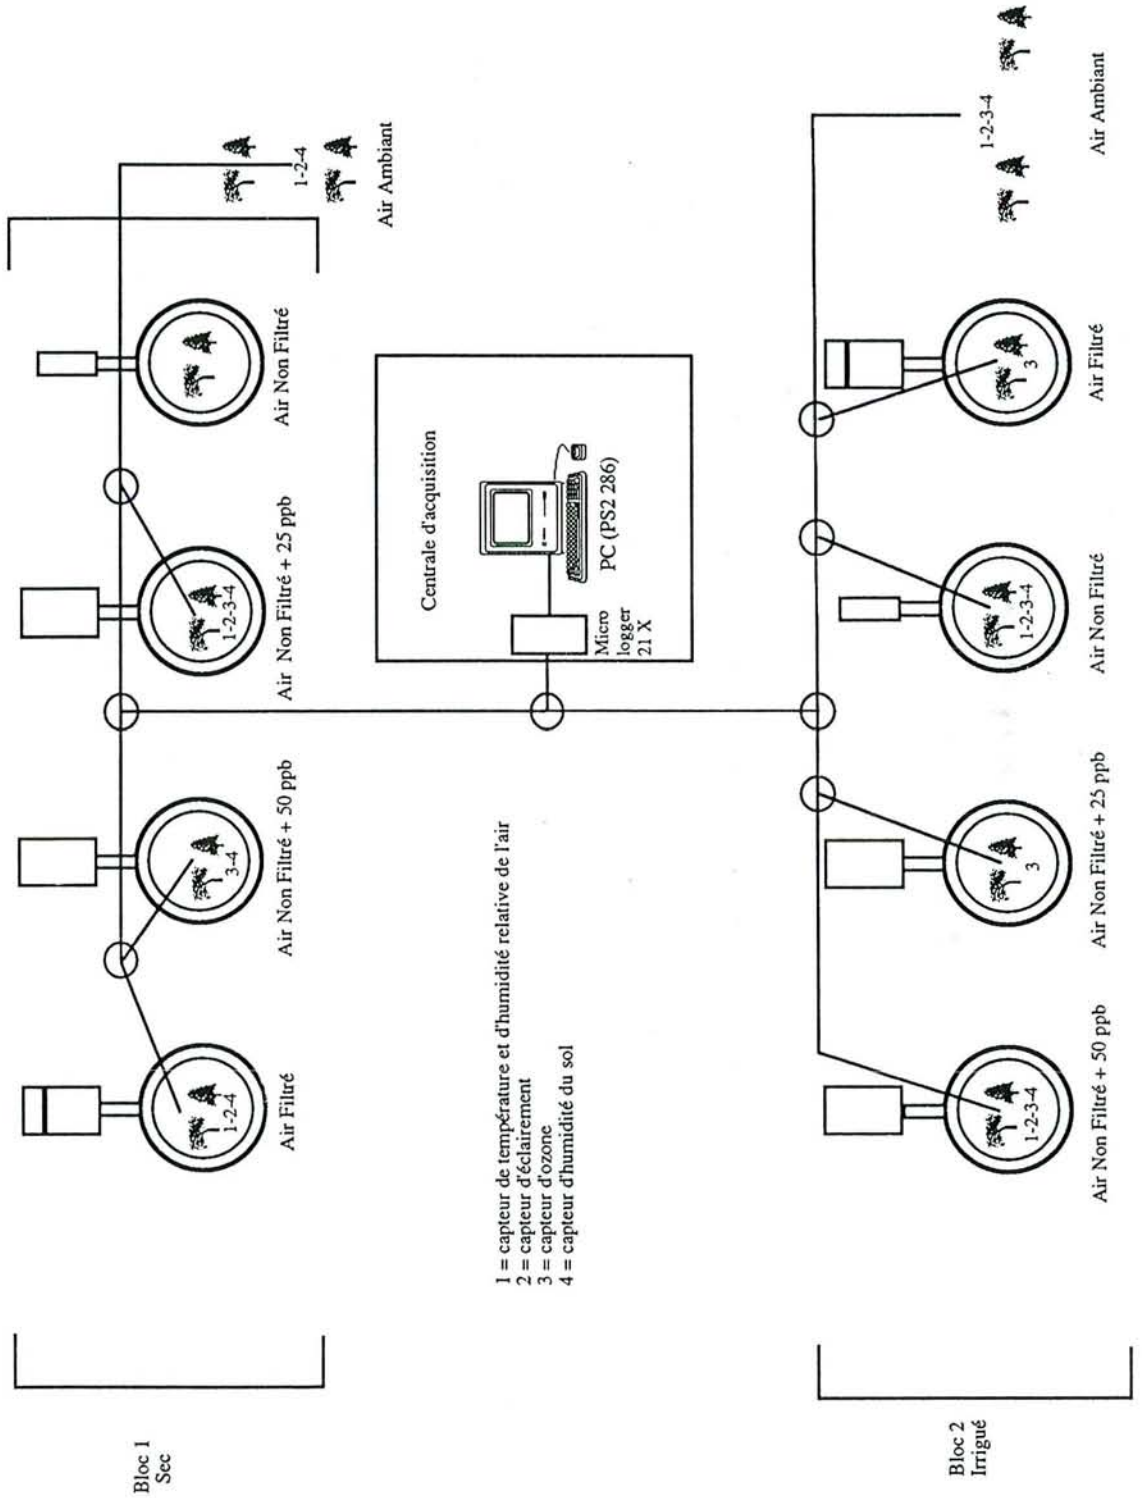 Bloc 1
Sec
1-2-4
Air Filtré
3-4
Air Non Filtré + 50 ppb
1-2-3-4
Air Non Filtré + 25 ppb
Air Non Filtré
1-2-4
Air Ambiant
1 = capteur de température et d'humidité relative de l'air
2 = capteur d'éclairement
3 = capteur d'ozone
4 = capteur d'humidité du sol
Centrale d'acquisition
Micro
logger
21 X
PC (PS2 286)
Bloc 2
Irrigué
1-2-3-4
Air Non Filtré + 50 ppb
3
Air Non Filtré + 25 ppb
1-2-3-4
Air Non Filtré
3
Air Filtré
1-2-3-4
Air Ambiant